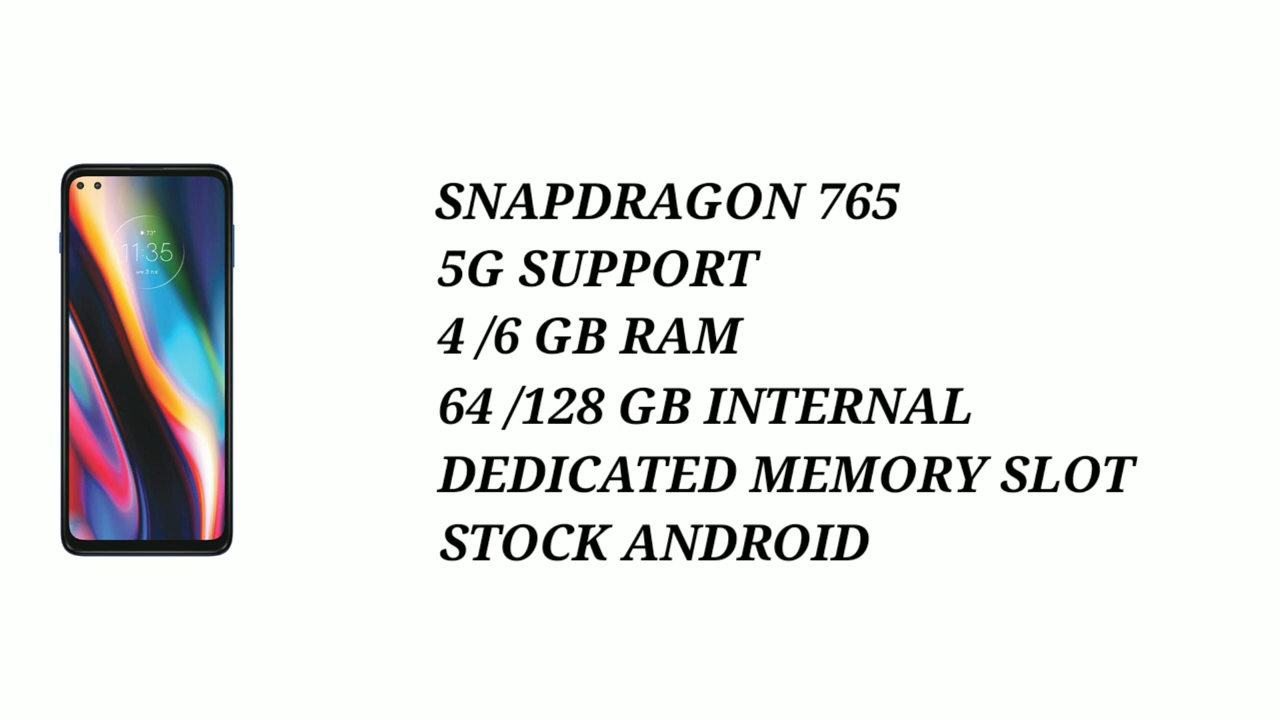 11:35
73°
SNAPDRAGON 765
5G SUPPORT
4 /6 GB RAM
64 /128 GB INTERNAL
DEDICATED MEMORY SLOT
STOCK ANDROID